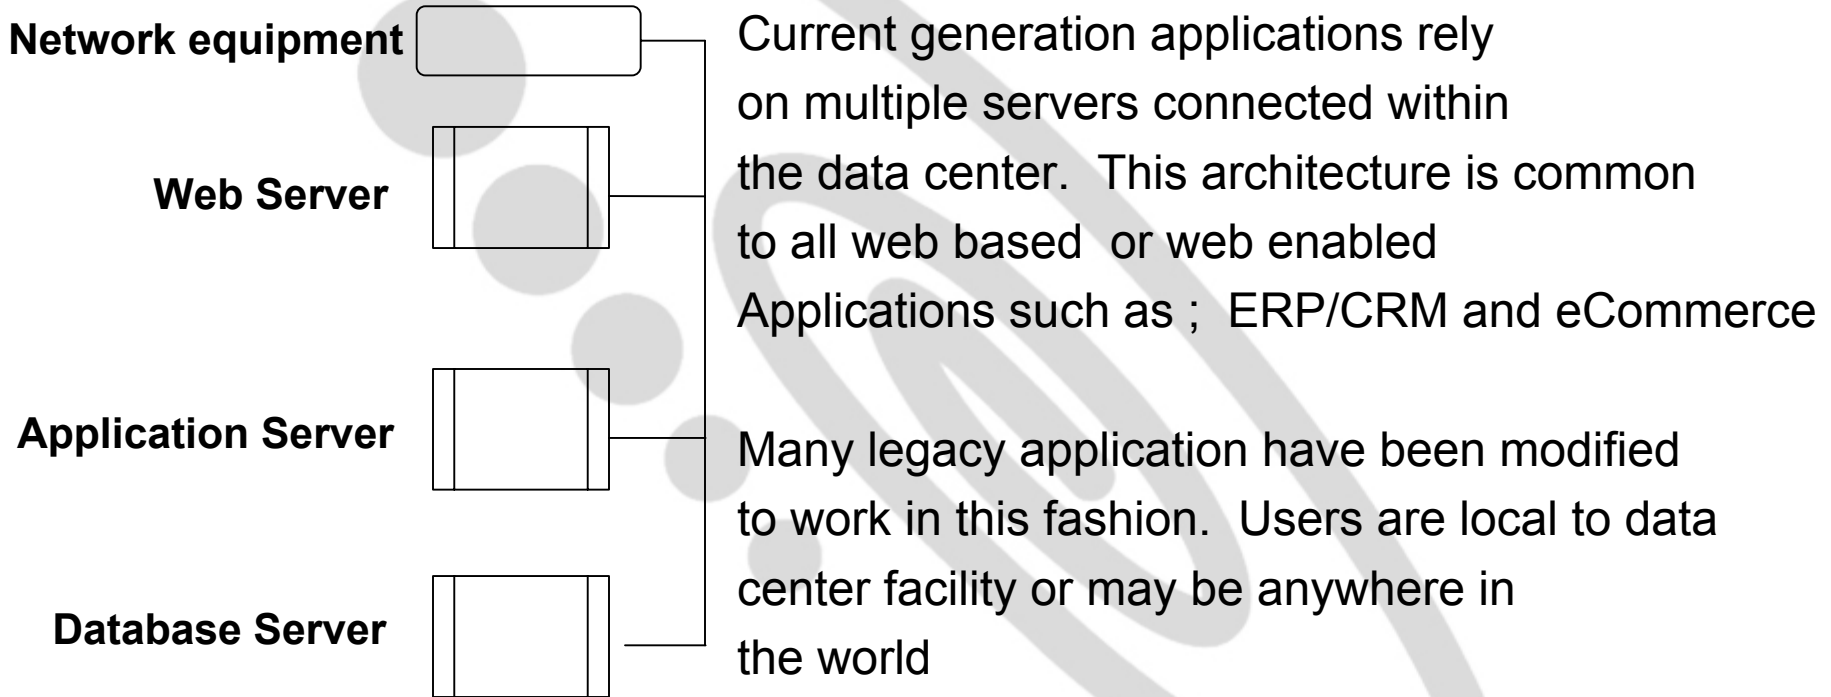 Network equipment
Web Server
Application Server
Database Server
Current generation applications rely
on multiple servers connected within
the data center.  This architecture is common
to all web based  or web enabled
Applications such as ;  ERP/CRM and eCommerce
Many legacy application have been modified
to work in this fashion.  Users are local to data
center facility or may be anywhere in
the world